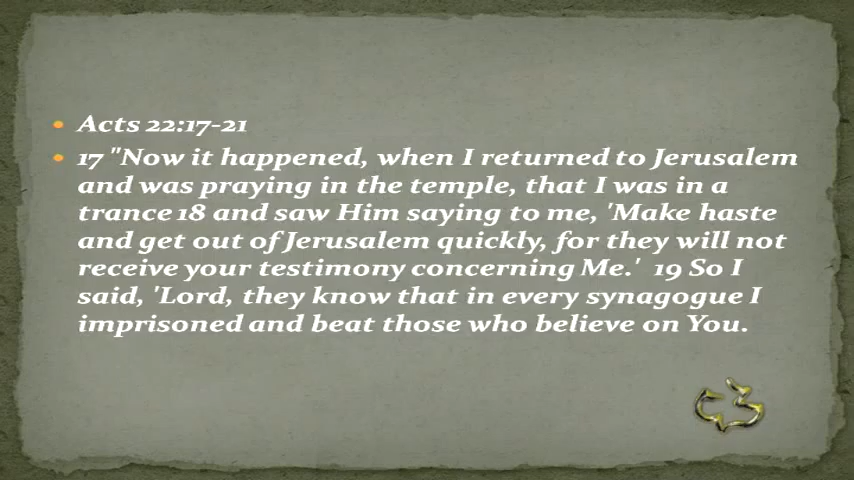 Acts 22:17-21
17 "Now it happened, when I returned to Jerusalem
and was praying in the temple, that I was in a
trance 18 and saw Him saying to me, 'Make haste
and get out of Jerusalem quickly, for they will not
receive your testimony concerning Me.'  19 So I
said, 'Lord, they know that in every synagogue I
imprisoned and beat those who believe on You.